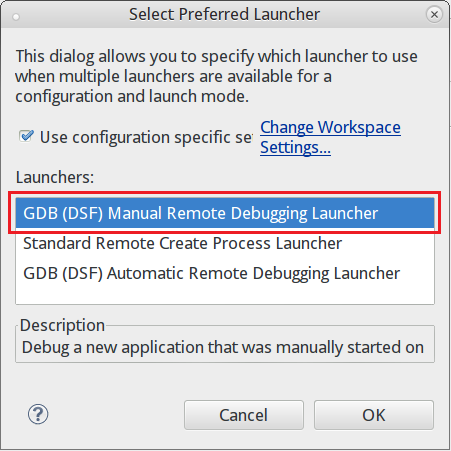 Select Preferred Launcher
This dialog allows you to specify which launcher to use
when multiple launchers are available for a
configuration and launch mode.
Use configuration specific se
Change Workspace
Settings...
Launchers:
GDB (DSF) Manual Remote Debugging Launcher
Standard Remote Create Process Launcher
GDB (DSF) Automatic Remote Debugging Launcher
Description
Debug a new application that was manually started on
?
Cancel
OK